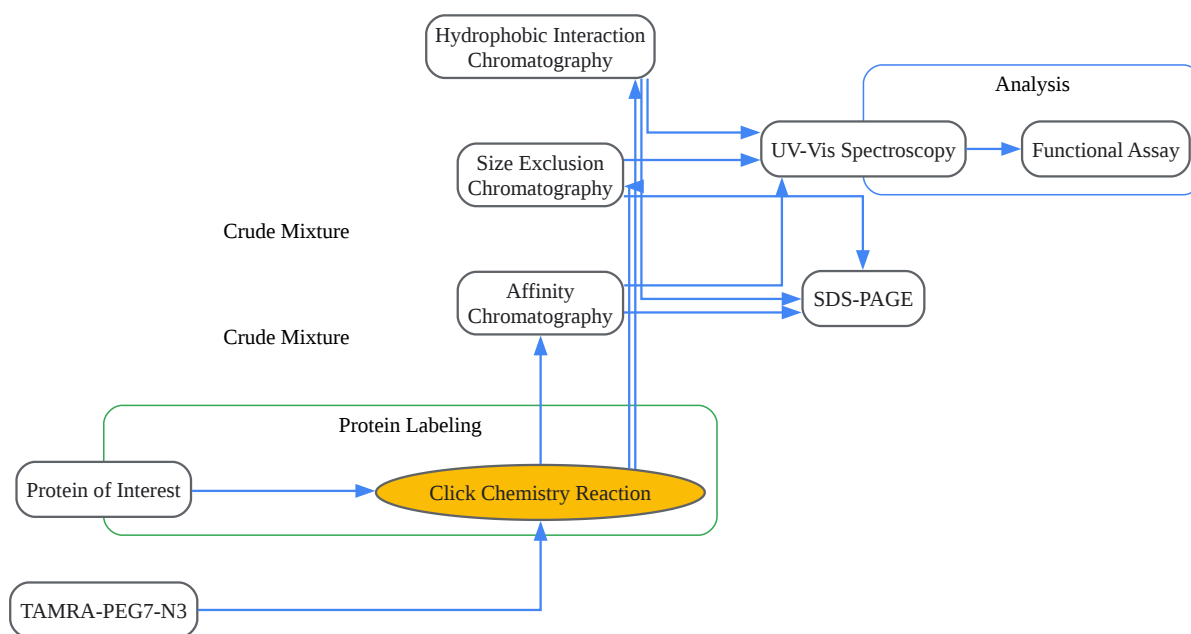 Hydrophobic Interaction
Chromatography
Analysis
UV-Vis Spectroscopy
Functional Assay
Size Exclusion
Chromatography
Crude Mixture
Affinity
Chromatography
SDS-PAGE
Crude Mixture
Protein Labeling
Protein of Interest
Click Chemistry Reaction
TAMRA-PEG7-N3